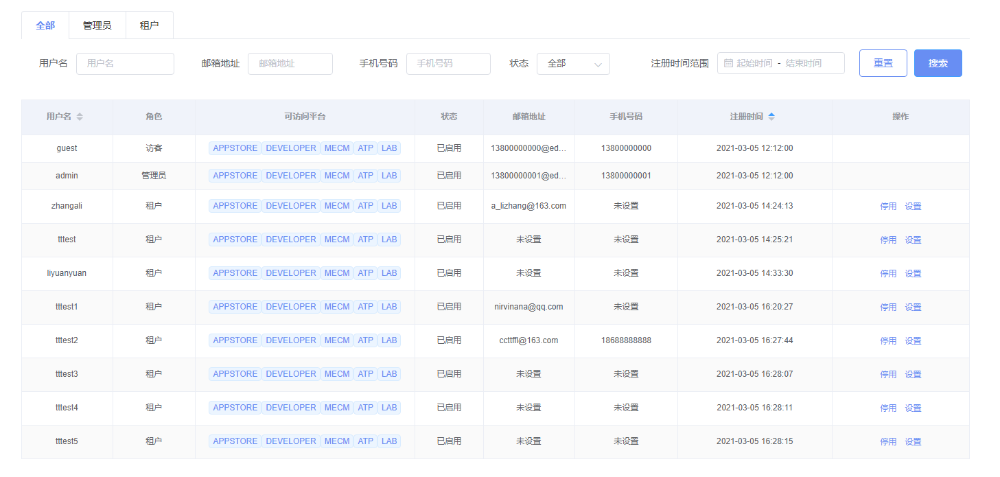 全部 管理员 租户
用户名 用户名 邮箱地址 邮箱地址 手机号码 手机号码 状态 全部 注册时间范围 起始时间 - 结束时间 重置 搜索
用户名 角色 可访问平台 状态 邮箱地址 手机号码 注册时间 操作
guest 访客 APPSTORE DEVELOPER MECM ATP LAB 已启用 13800000000@ed... 13800000000 2021-03-05 12:12:00
admin 管理员 APPSTORE DEVELOPER MECM ATP LAB 已启用 13800000001@ed... 13800000001 2021-03-05 12:12:00
zhangali 租户 APPSTORE DEVELOPER MECM ATP LAB 已启用 a_lizhang@163.com 未设置 2021-03-05 14:24:13 停用 设置
tttest 租户 APPSTORE DEVELOPER MECM ATP LAB 已启用 未设置 未设置 2021-03-05 14:25:21 停用 设置
liyuanyuan 租户 APPSTORE DEVELOPER MECM ATP LAB 已启用 未设置 未设置 2021-03-05 14:33:30 停用 设置
tttest1 租户 APPSTORE DEVELOPER MECM ATP LAB 已启用 nirvinana@qq.com 未设置 2021-03-05 16:20:27 停用 设置
tttest2 租户 APPSTORE DEVELOPER MECM ATP LAB 已启用 ccttffl@163.com 18688888888 2021-03-05 16:27:44 停用 设置
tttest3 租户 APPSTORE DEVELOPER MECM ATP LAB 已启用 未设置 未设置 2021-03-05 16:28:07 停用 设置
tttest4 租户 APPSTORE DEVELOPER MECM ATP LAB 已启用 未设置 未设置 2021-03-05 16:28:11 停用 设置
tttest5 租户 APPSTORE DEVELOPER MECM ATP LAB 已启用 未设置 未设置 2021-03-05 16:28:15 停用 设置